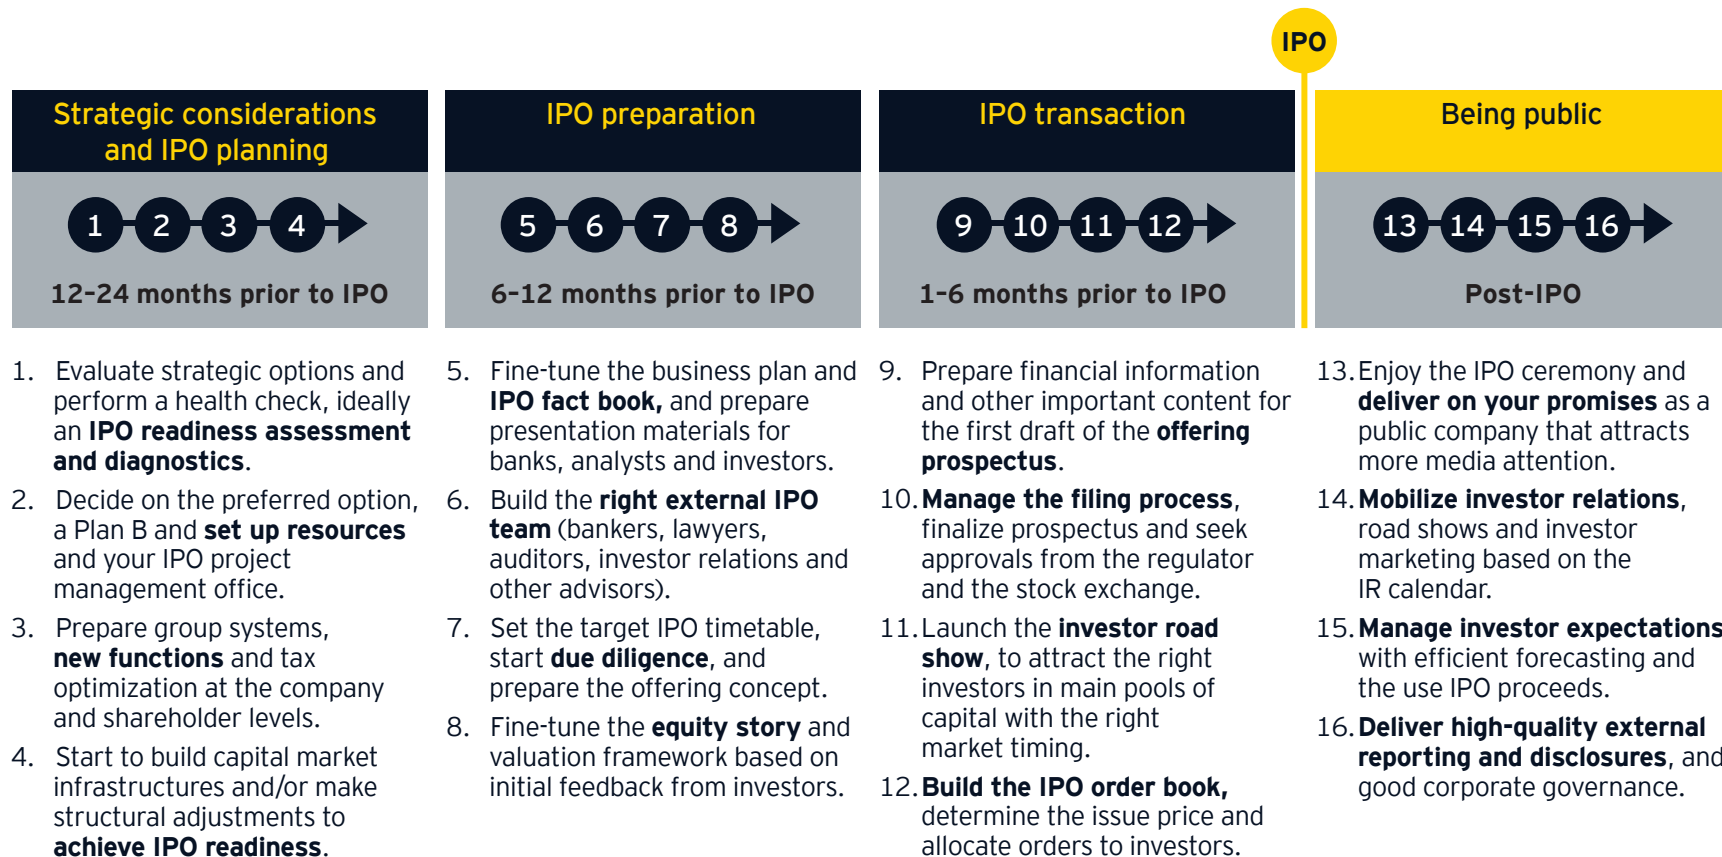 IPO
Strategic considerations
and IPO planning
1 2 3 4
12–24 months prior to IPO
1. Evaluate strategic options and
perform a health check, ideally
an IPO readiness assessment
and diagnostics.
2. Decide on the preferred option,
a Plan B and set up resources
and your IPO project
management office.
3. Prepare group systems,
new functions and tax
optimization at the company
and shareholder levels.
4. Start to build capital market
infrastructures and/or make
structural adjustments to
achieve IPO readiness.
IPO preparation
5 6 7 8
6–12 months prior to IPO
5. Fine-tune the business plan and
IPO fact book, and prepare
presentation materials for
banks, analysts and investors.
6. Build the right external IPO
team (bankers, lawyers,
auditors, investor relations and
other advisors).
7. Set the target IPO timetable,
start due diligence, and
prepare the offering concept.
8. Fine-tune the equity story and
valuation framework based on
initial feedback from investors.
IPO transaction
9 10 11 12
1–6 months prior to IPO
9. Prepare financial information
and other important content for
the first draft of the offering
prospectus.
10. Manage the filing process,
finalize prospectus and seek
approvals from the regulator
and the stock exchange.
11. Launch the investor road
show, to attract the right
investors in main pools of
capital with the right
market timing.
12. Build the IPO order book,
determine the issue price and
allocate orders to investors.
Being public
13 14 15 16
Post-IPO
13. Enjoy the IPO ceremony and
deliver on your promises as a
public company that attracts
more media attention.
14. Mobilize investor relations,
road shows and investor
marketing based on the
IR calendar.
15. Manage investor expectations
with efficient forecasting and
the use IPO proceeds.
16. Deliver high-quality external
reporting and disclosures, and
good corporate governance.